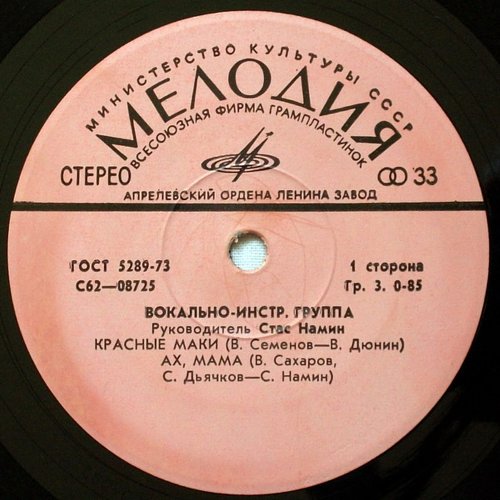 МИНИСТЕРСТВО КУЛЬТУРЫ СССР
МЕЛОДИЯ
ВСЕСОЮЗНАЯ ФИРМА ГРАМПЛАСТИНОК
СТЕРЕО 33
АПРЕЛЕВСКИЙ ОРДЕНА ЛЕНИНА ЗАВОД
ГОСТ 5289-73 1 сторона
С62—08725 Гр. 3. 0-85
ВОКАЛЬНО-ИНСТР. ГРУППА
Руководитель Стас Намин
КРАСНЫЕ МАКИ (В. Семенов—В. Дюнин)
АХ, МАМА (В. Сахаров,
С. Дьячков—С. Намин)